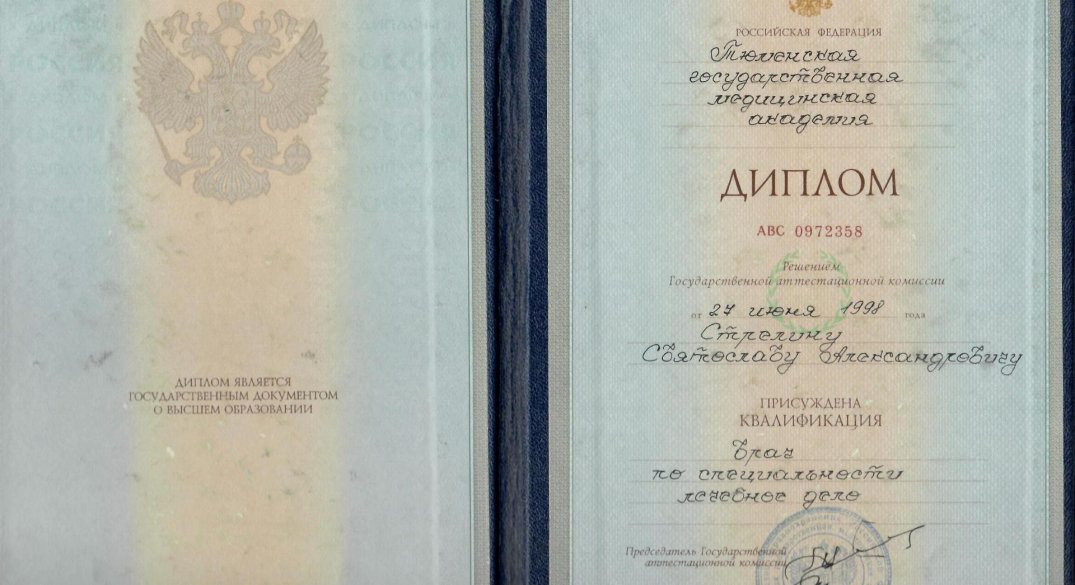 ДИПЛОМ ЯВЛЯЕТСЯ
ГОСУДАРСТВЕННЫМ ДОКУМЕНТОМ
О ВЫСШЕМ ОБРАЗОВАНИИ
РОССИЙСКАЯ ФЕДЕРАЦИЯ
Тюменская
государственная
медицинская
академия
ДИПЛОМ
АВС 0972358
Решением
Государственной аттестационной комиссии
от 27 июня 1998 года
Стрелину
Святославу Александровичу
ПРИСУЖДЕНА
КВАЛИФИКАЦИЯ
врач
по специальности
лечебное дело
Председатель Государственной
аттестационной комиссии